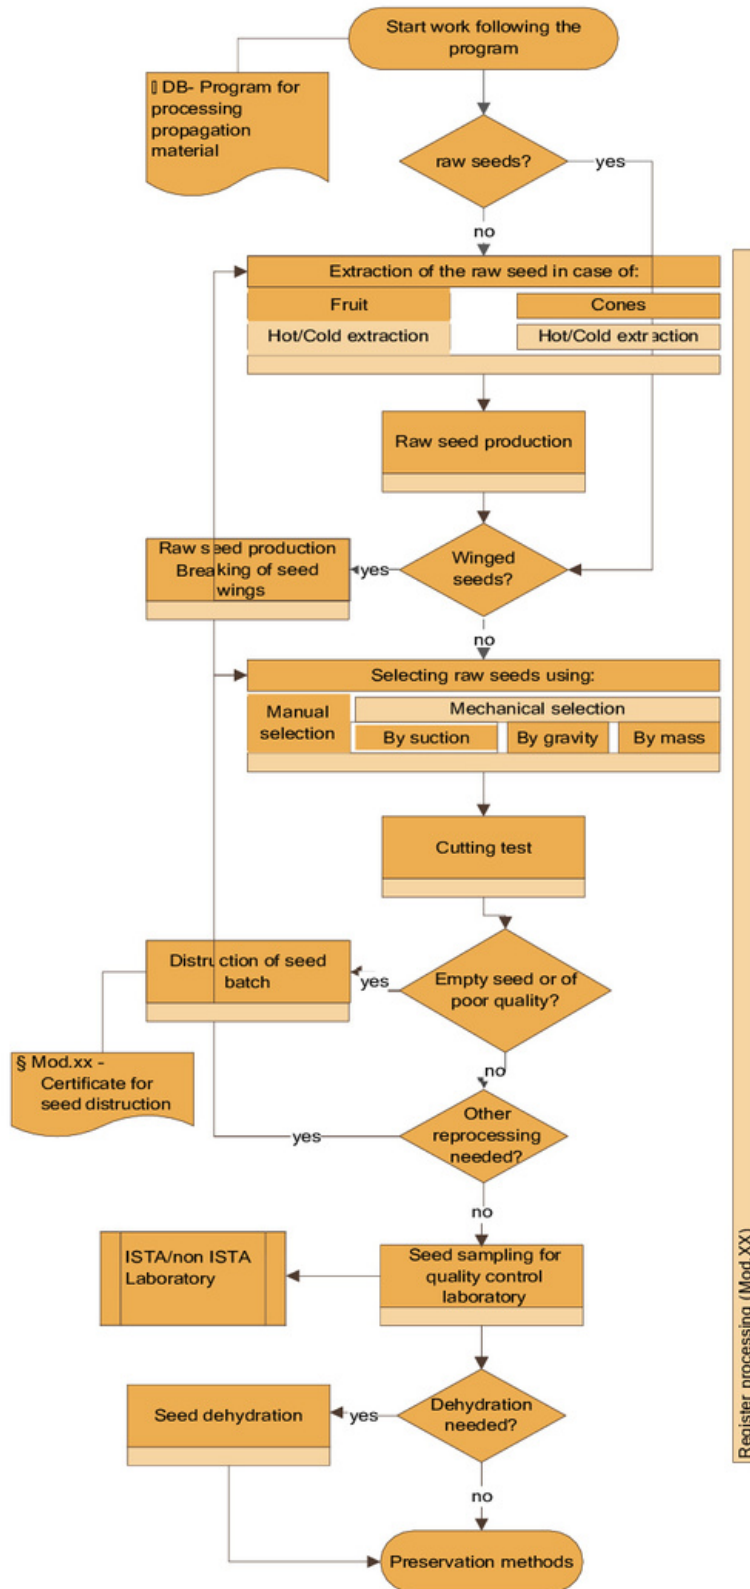 Start work following the
program
▯ DB- Program for
processing
propagation
material
raw seeds?
yes
no
Extraction of the raw seed in case of:
Fruit
Cones
Hot/Cold extraction
Hot/Cold extraction
Raw seed production
Raw seed production
Breaking of seed
wings
yes
Winged
seeds?
no
Selecting raw seeds using:
Manual
selection
Mechanical selection
By suction
By gravity
By mass
Cutting test
Distruction of seed
batch
yes
Empty seed or of
poor quality?
§ Mod.xx -
Certificate for
seed distruction
no
Other
reprocessing
needed?
yes
no
ISTA/non ISTA
Laboratory
Seed sampling for
quality control
laboratory
Seed dehydration
yes
Dehydration
needed?
no
Preservation methods
Register processing (Mod.XX)